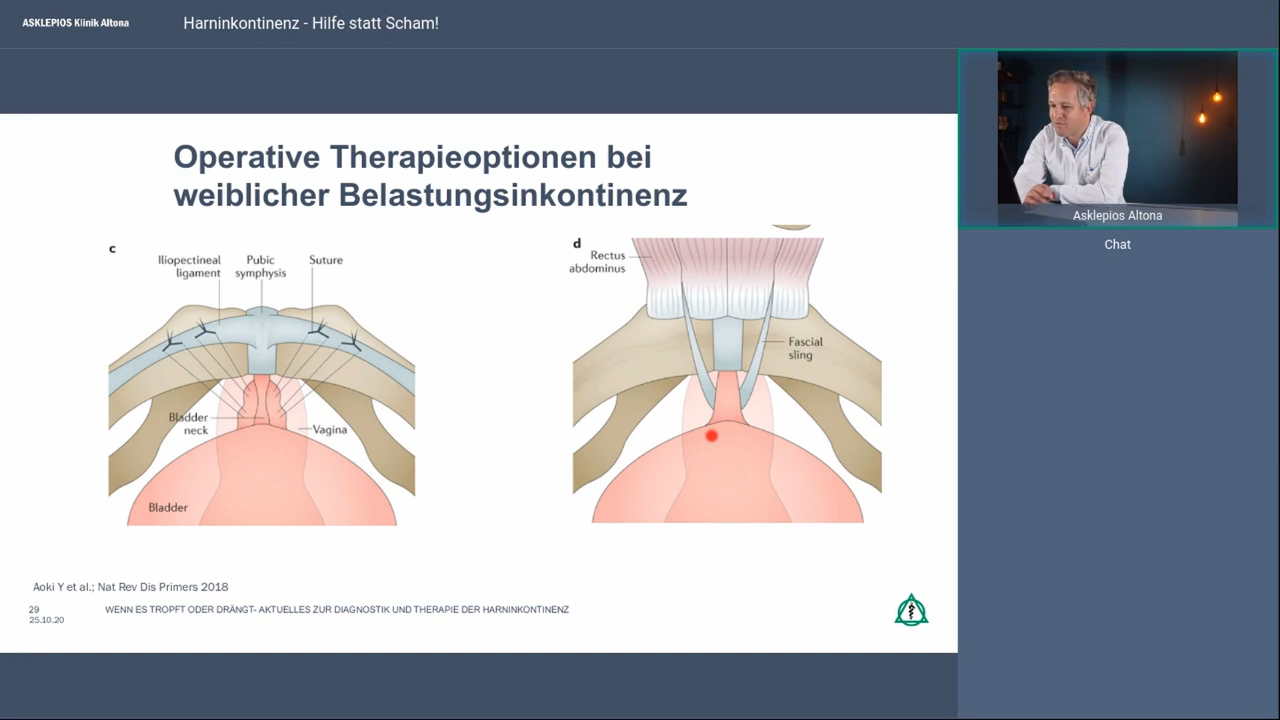 ASKLEPIOS Klinik Altona
Harninkontinenz - Hilfe statt Scham!
Operative Therapieoptionen bei
weiblicher Belastungsinkontinenz
c
Iliopectineal
ligament
Pubic
symphysis
Suture
Bladder
neck
Vagina
Bladder
d
Rectus
abdominus
Fascial
sling
Aoki Y et al.; Nat Rev Dis Primers 2018
29
25.10.20
WENN ES TROPFT ODER DRÄNGT- AKTUELLES ZUR DIAGNOSTIK UND THERAPIE DER HARNINKONTINENZ
Asklepios Altona
Chat